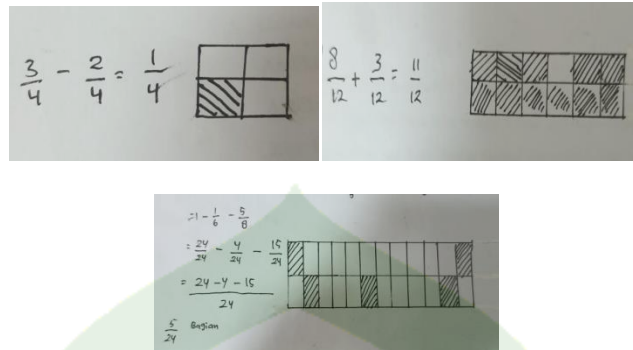 3/4 - 2/4 = 1/4
8/12 + 3/12 = 11/12
= 1 - 1/6 - 5/8
= 24/24 - 4/24 - 15/24
= 24-4-15/24
5/24 Bagian